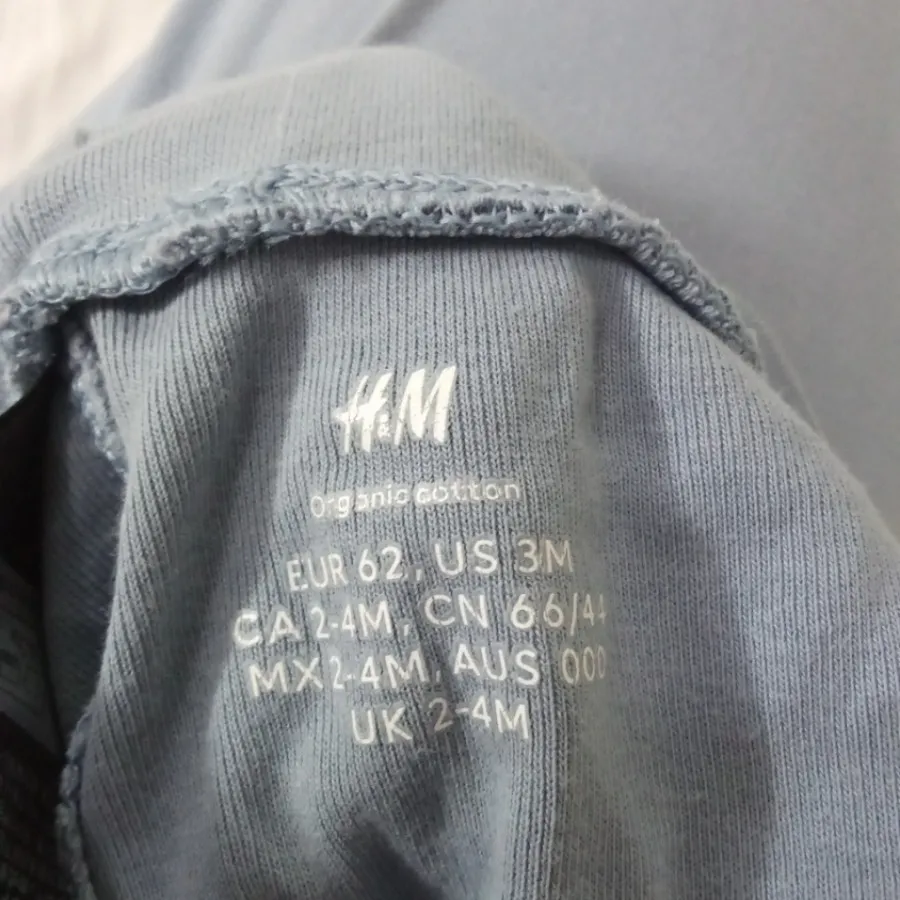 H&M
Organic cotton
EUR 62, US 3M
CA 2-4M, CN 66/44
MX 2-4M, AUS 000
UK 2-4M